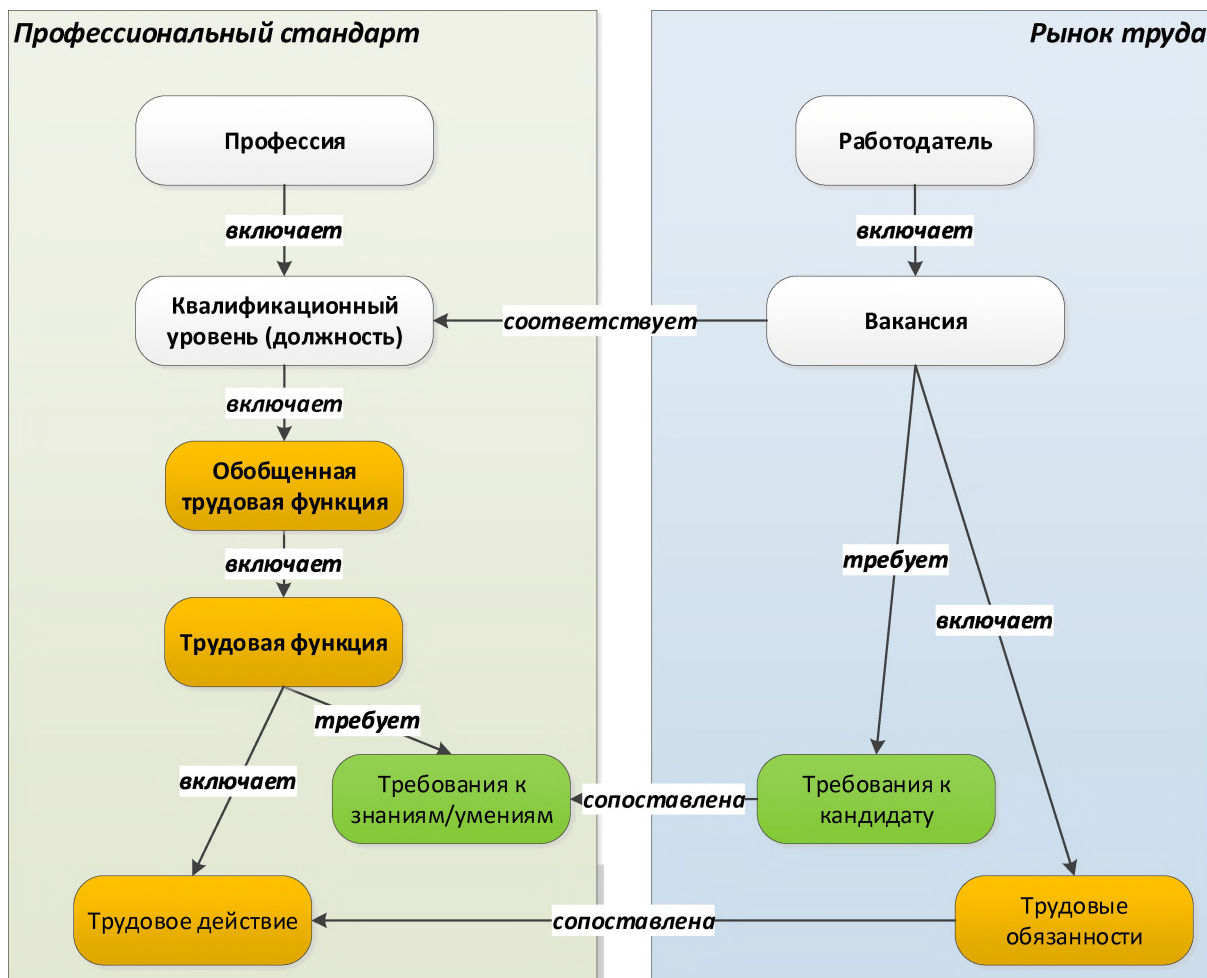 Профессиональный стандарт
Рынок труда
Профессия
Работодатель
включает
включает
Квалификационный
уровень (должность)
соответствует
Вакансия
включает
Обобщенная
трудовая функция
включает
требует
Трудовая функция
включает
требует
включает
Требования к
знаниям/умениям
сопоставлена
Требования к
кандидату
Трудовое действие
сопоставлена
Трудовые
обязанности